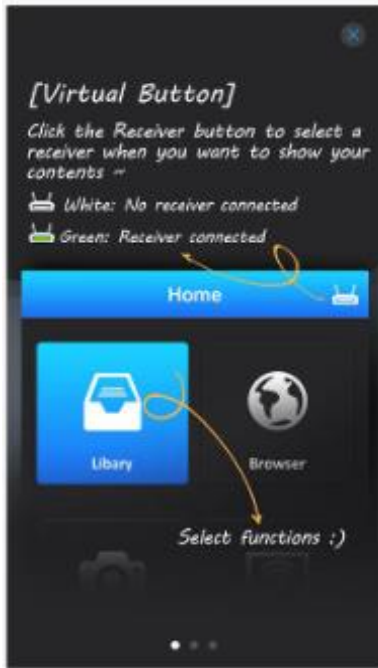 [Virtual Button]
Click the Receiver button to select a
receiver when you want to show your
contents ~
White: No receiver connected
Green: Receiver connected
Home
Libary
Browser
Select functions :)